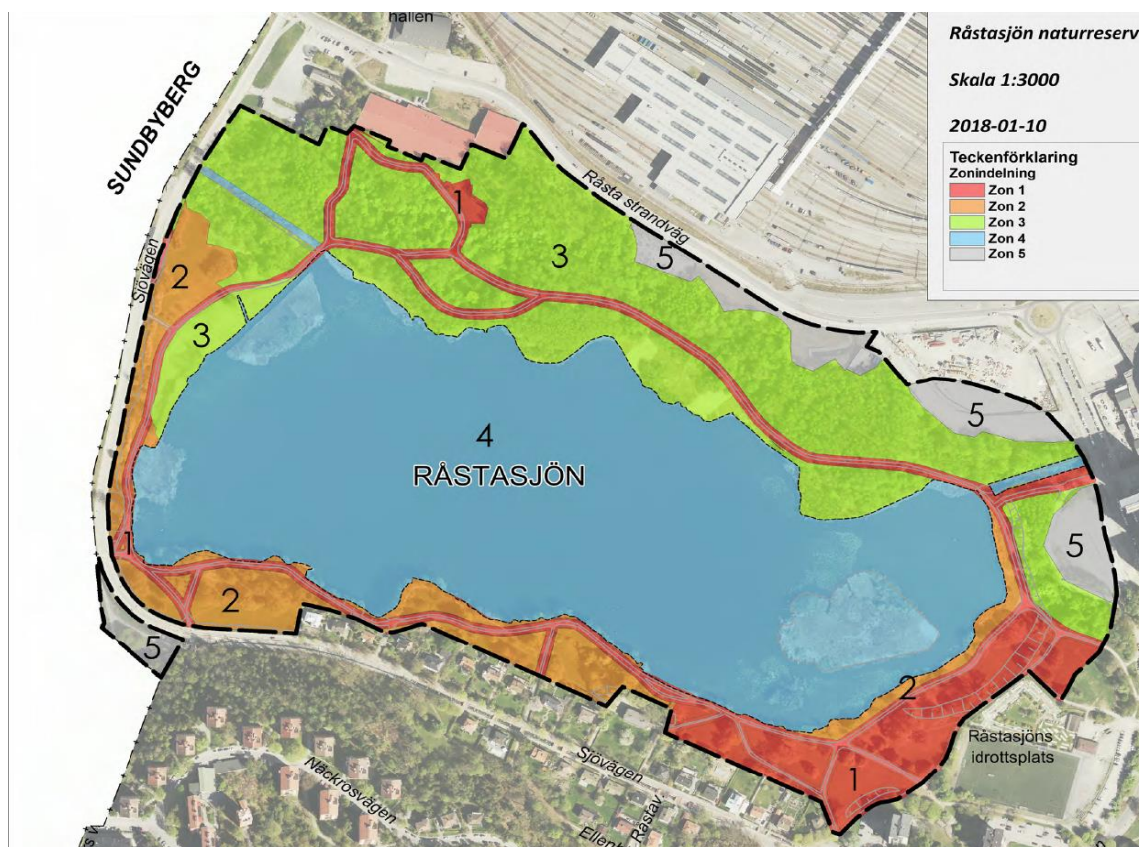 hallen
Råstasjön naturreserv
Skala 1:3000
2018-01-10
Teckenförklaring
Zonindelning
Zon 1
Zon 2
Zon 3
Zon 4
Zon 5
SUNDBYBERG
Råsta strandväg
1
3
5
2
Sjövägen
3
5
4
RÅSTASJÖN
5
1
2
5
2
Råstasjöns
idrottsplats
Sjövägen
1
Näckrosvägen
Råstav.